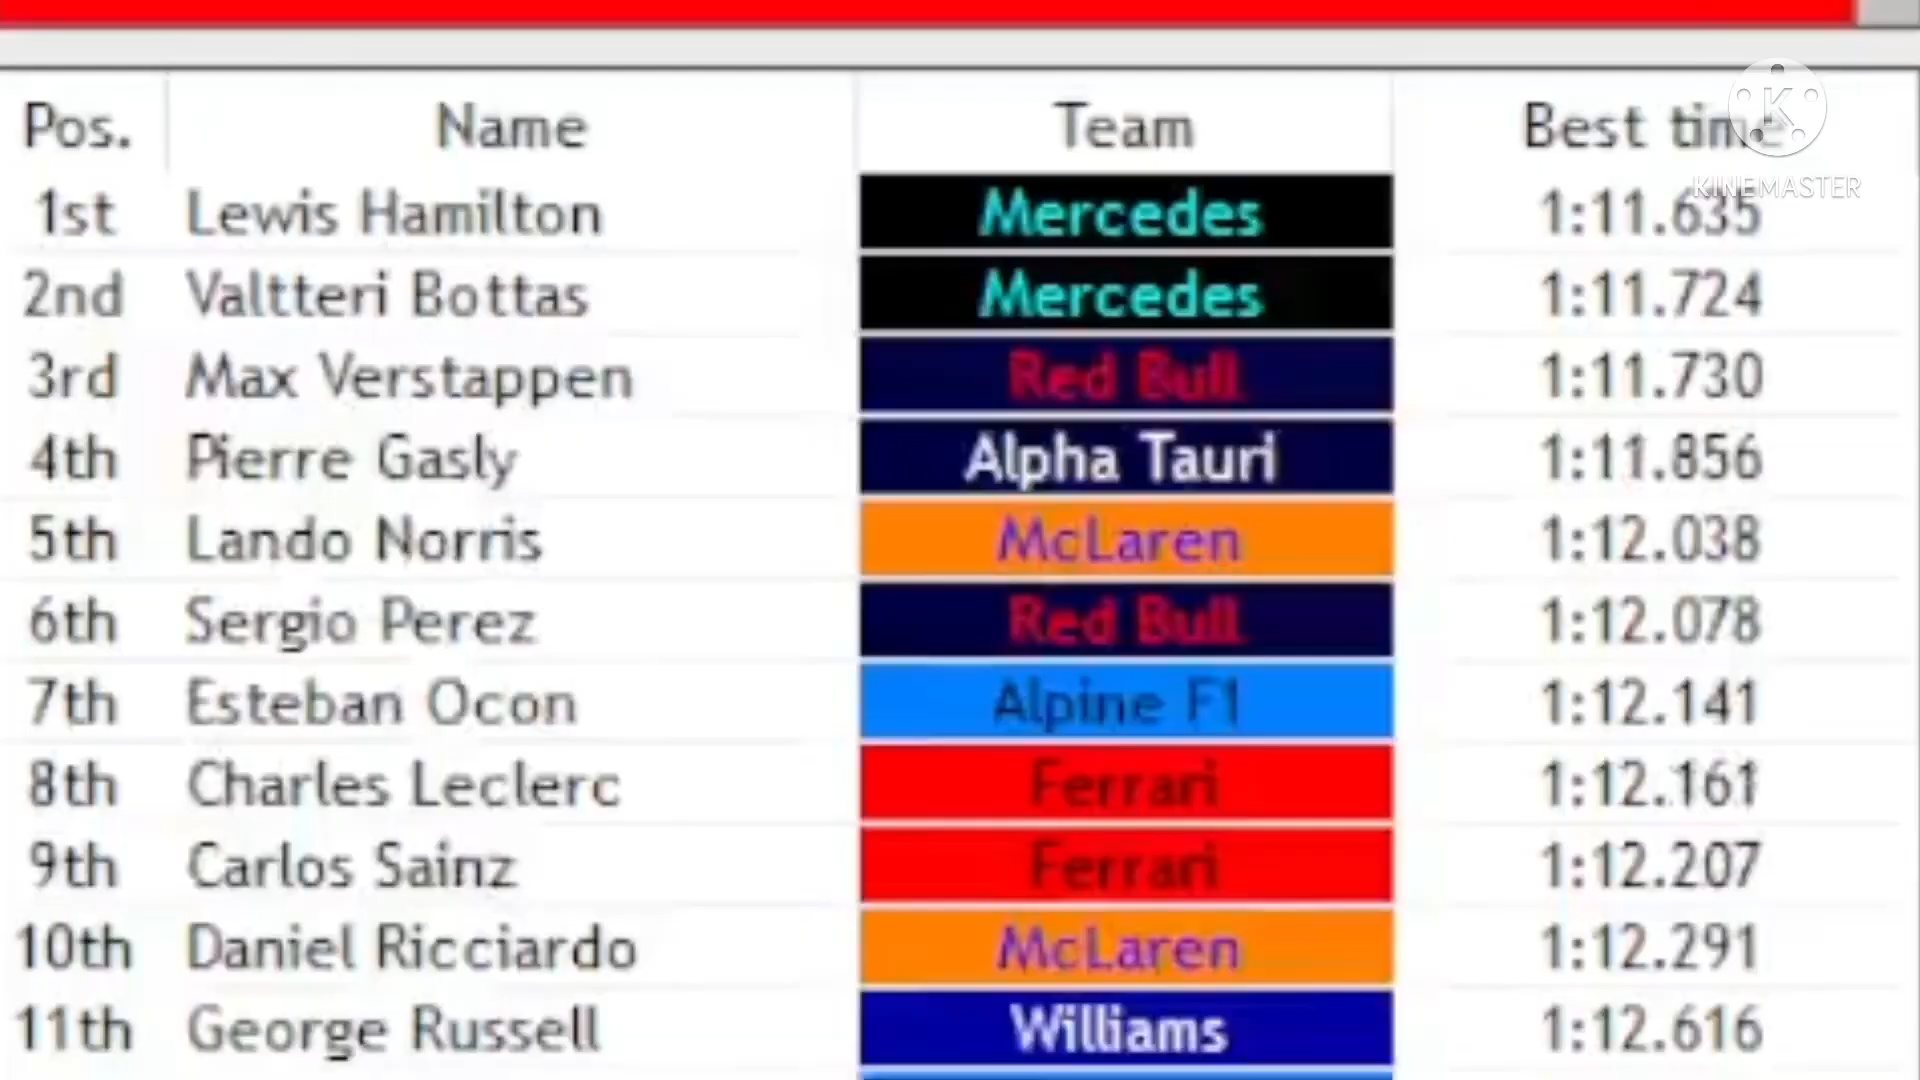 Pos. Name Team Best time
K
KINEMASTER
1st Lewis Hamilton Mercedes 1:11.635
2nd Valtteri Bottas Mercedes 1:11.724
3rd Max Verstappen Red Bull 1:11.730
4th Pierre Gasly Alpha Tauri 1:11.856
5th Lando Norris McLaren 1:12.038
6th Sergio Perez Red Bull 1:12.078
7th Esteban Ocon Alpine F1 1:12.141
8th Charles Leclerc Ferrari 1:12.161
9th Carlos Sainz Ferrari 1:12.207
10th Daniel Ricciardo McLaren 1:12.291
11th George Russell Williams 1:12.616